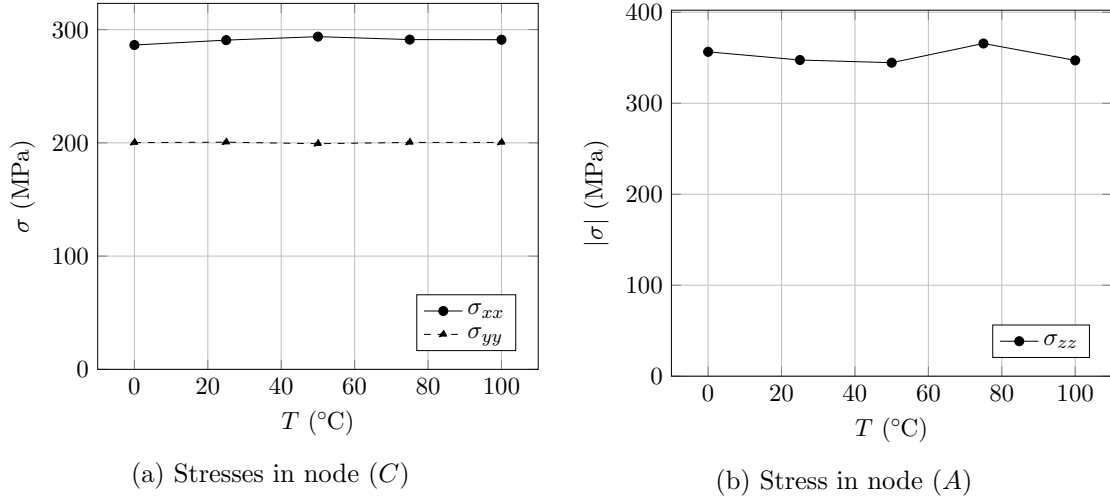 300
200
100
0
σ (MPa)
0 20 40 60 80 100
T (°C)
σxx
σyy
(a) Stresses in node (C)
400
300
200
100
0
|σ| (MPa)
0 20 40 60 80 100
T (°C)
σzz
(b) Stress in node (A)